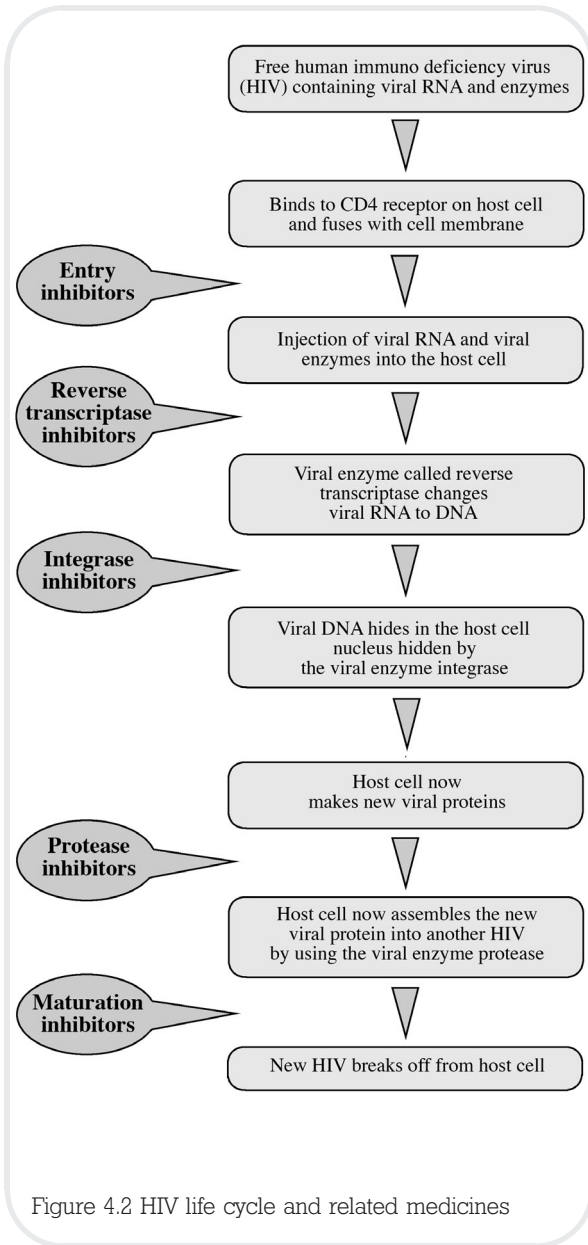 Free human immuno deficiency virus
(HIV) containing viral RNA and enzymes
Binds to CD4 receptor on host cell
and fuses with cell membrane
Entry
inhibitors
Injection of viral RNA and viral
enzymes into the host cell
Reverse
transcriptase
inhibitors
Viral enzyme called reverse
transcriptase changes
viral RNA to DNA
Integrase
inhibitors
Viral DNA hides in the host cell
nucleus hidden by
the viral enzyme integrase
Host cell now
makes new viral proteins
Protease
inhibitors
Host cell now assembles the new
viral protein into another HIV
by using the viral enzyme protease
Maturation
inhibitors
New HIV breaks off from host cell
Figure 4.2 HIV life cycle and related medicines